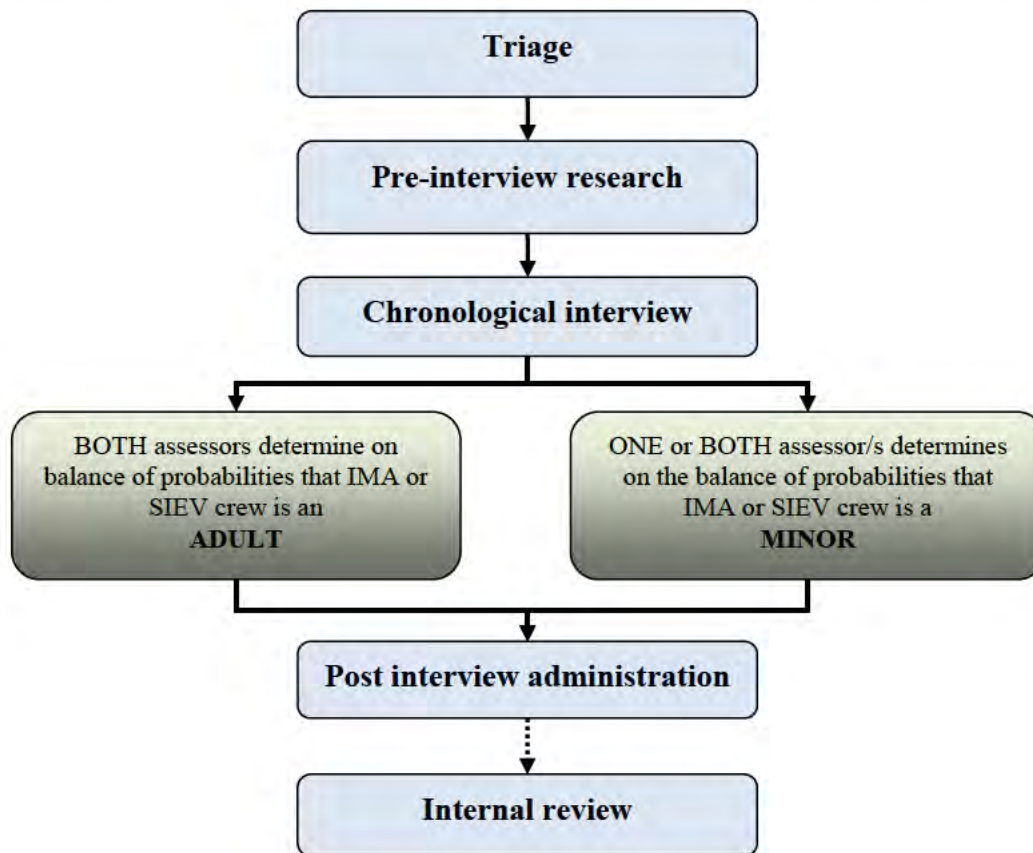 Triage
Pre-interview research
Chronological interview
BOTH assessors determine on
balance of probabilities that IMA or
SIEV crew is an
ADULT
ONE or BOTH assessor/s determines
on the balance of probabilities that
IMA or SIEV crew is a
MINOR
Post interview administration
Internal review